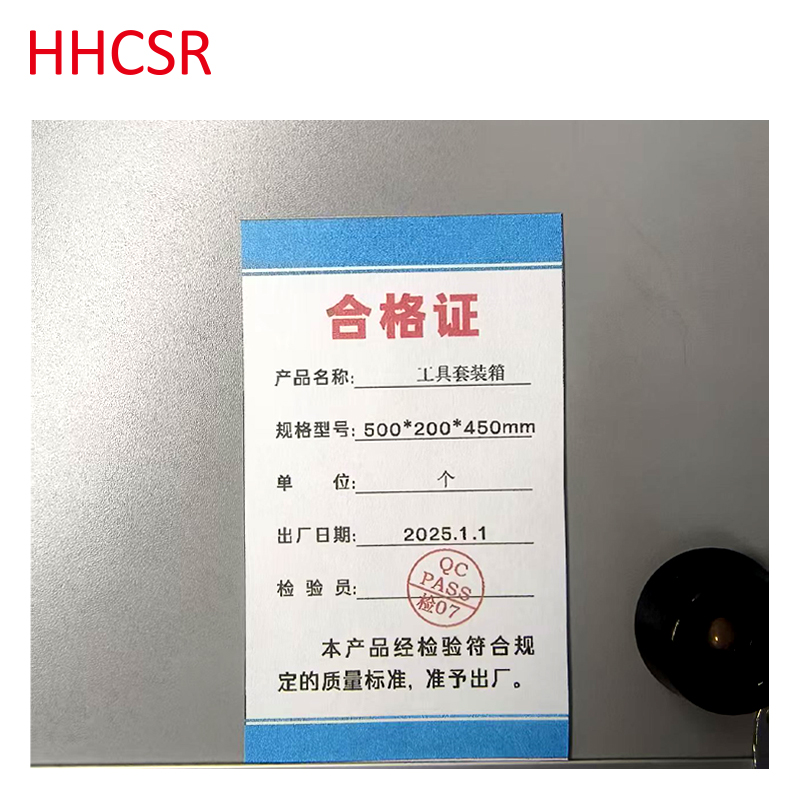 HHCSR
合格证
产品名称: 工具套装箱
规格型号: 500*200*450mm
单 位: 个
出厂日期: 2025.1.1
检 验 员:
QC
PASS
检07
本产品经检验符合规
定的质量标准, 准予出厂。